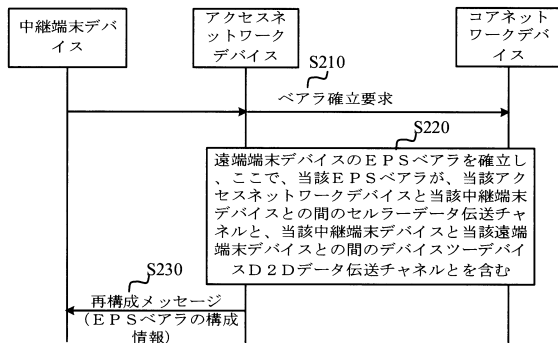 中継端末デバ
イス
アクセスネットワーク
デバイス
コアネット
ワークデバ
イス
S210
ベアラ確立要求
S220
遠端端末デバイスのEPSベアラを確立し
、ここで、当該EPSベアラが、当該アク
セスネットワークデバイスと当該中継端末
デバイスとの間のセルラーデータ伝送チャ
ネルと、当該中継端末デバイスと当該遠端
端末デバイスとの間のデバイスツーデバイ
スD2Dデータ伝送チャネルとを含む
S230
再構成メッセージ
(EPSベアラの構成
情報)